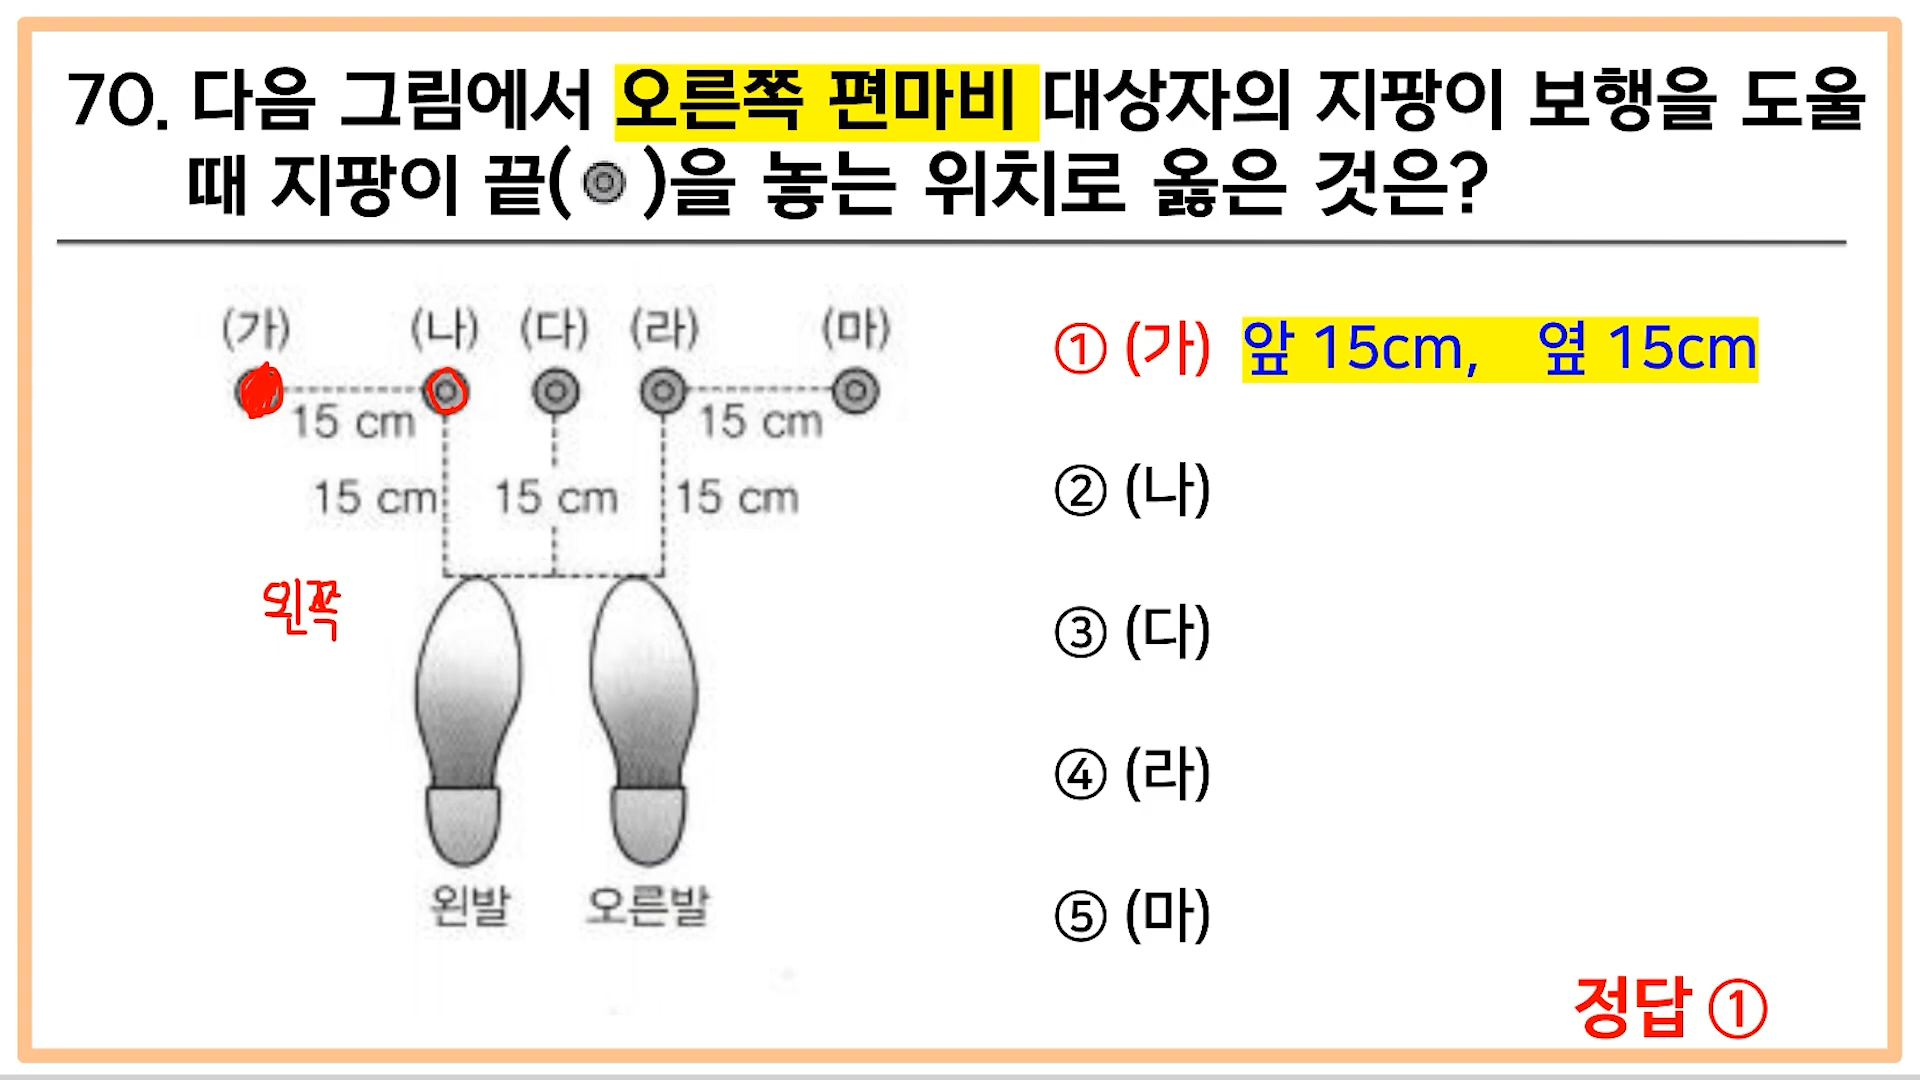 70. 다음 그림에서 오른쪽 편마비 대상자의 지팡이 보행을 도울
때 지팡이 끝( )을 놓는 위치로 옳은 것은?
(가) (나) (다) (라) (마)
15 cm 15 cm
15 cm 15 cm 15 cm
왼쪽
왼발 오른발
① (가) 앞 15cm, 옆 15cm
② (나)
③ (다)
④ (라)
⑤ (마)
정답 ①